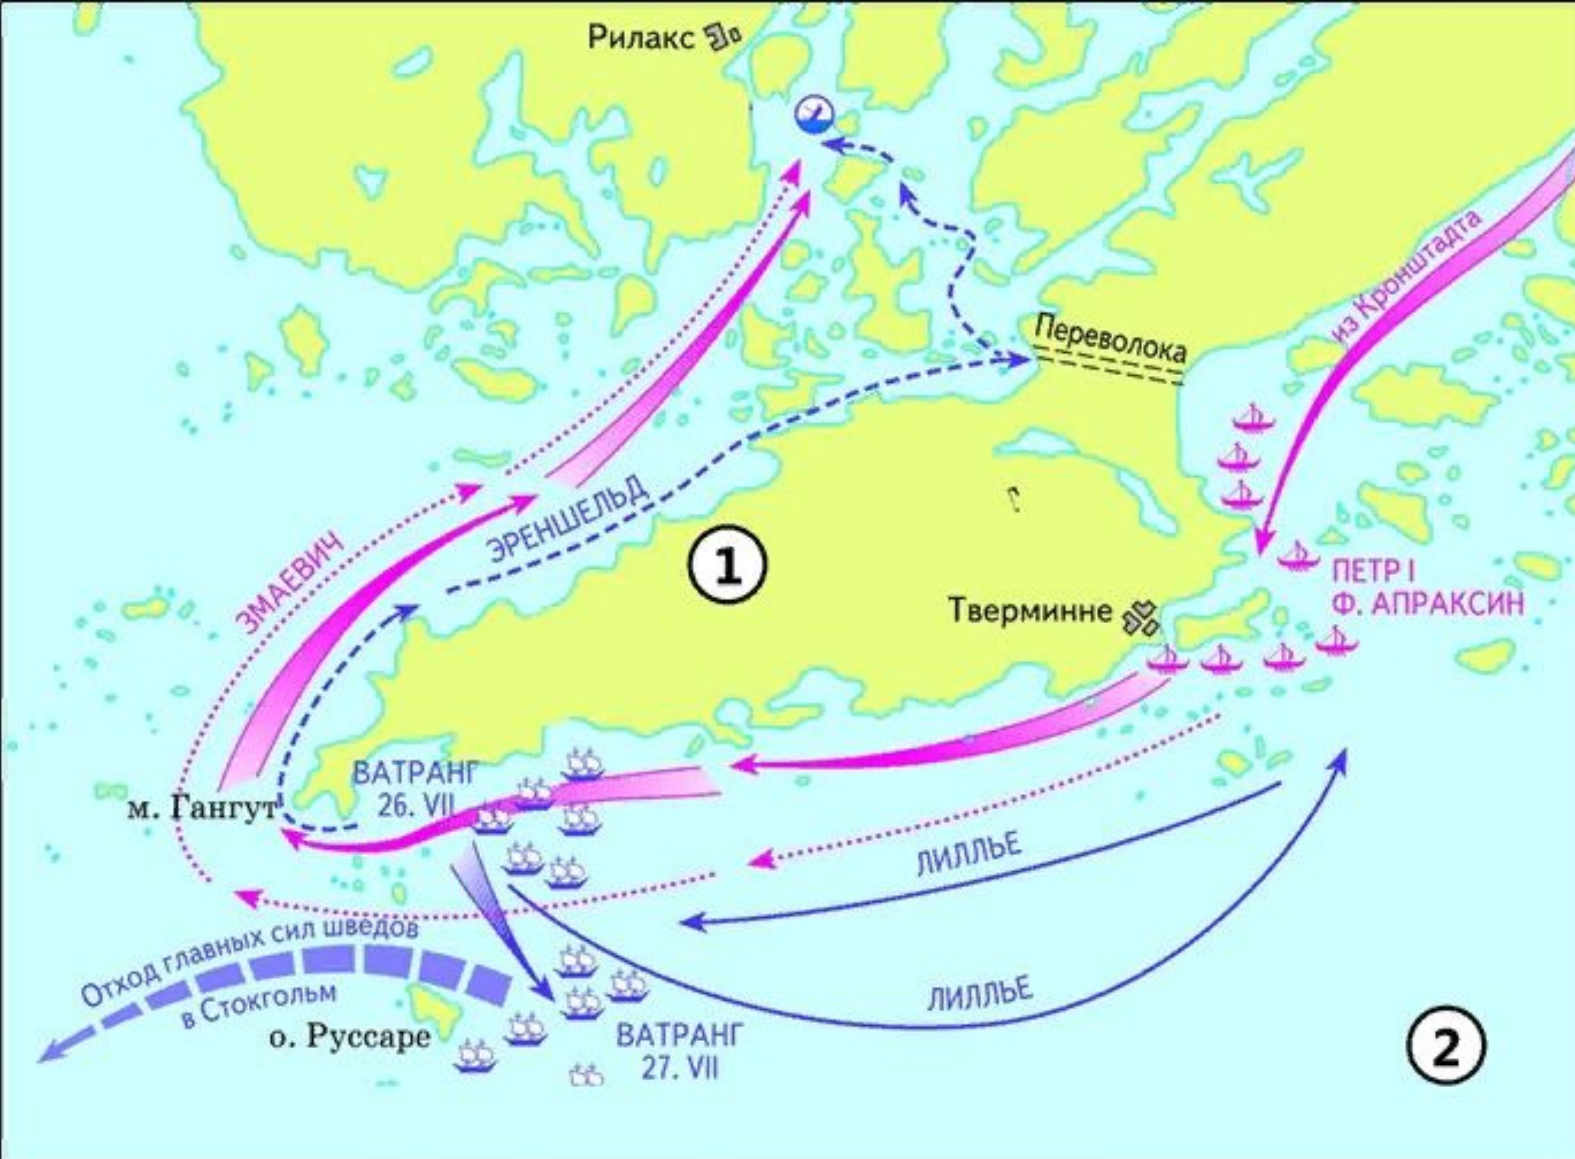 Рилакс
из Кронштадта
Переволока
ЭРЕНШЕЛЬД
ЗМАЕВИЧ
1
ПЕТР I
Ф. АПРАКСИН
Тверминне
ВАТРАНГ
26. VII
м. Гангут
ЛИЛЛЬЕ
Отход главных сил шведов
в Стокгольм
ЛИЛЛЬЕ
о. Руссаре
ВАТРАНГ
27. VII
2